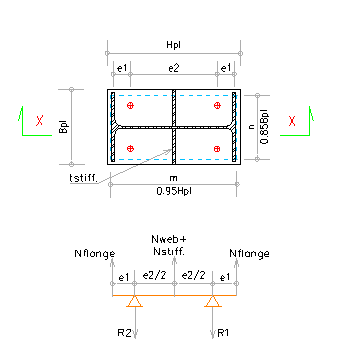 Hpl
e1 e2 e1
X X
Bpl
n
0.85Bpl
tstiff.
m
0.95Hpl
Nweb+
Nstiff.
Nflange Nflange
e1 e2/2 e2/2 e1
R2 R1